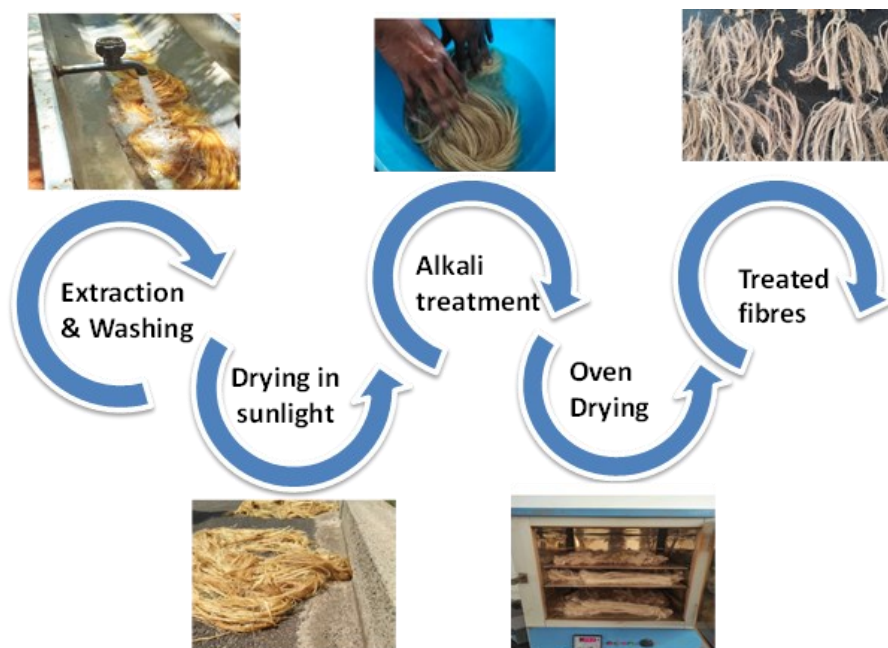 Extraction
& Washing
Drying in
sunlight
Alkali
treatment
Oven
Drying
Treated
fibres